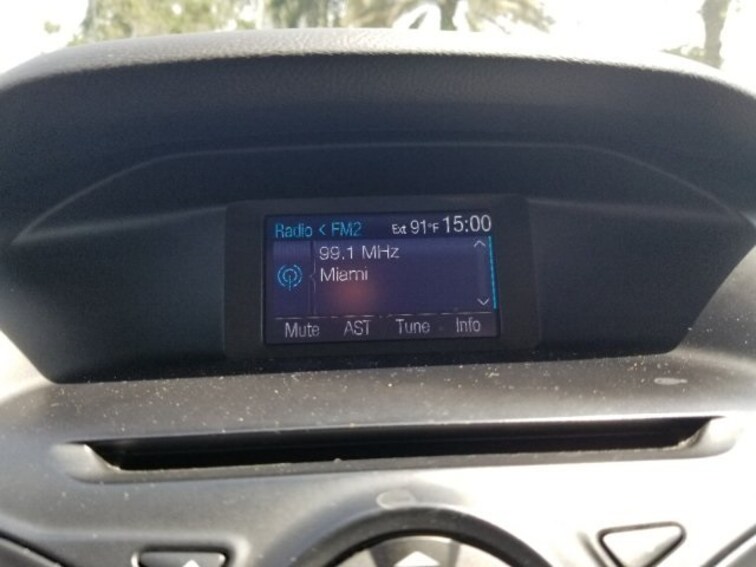 Radio < FM2 Ext 91°F 15:00
99.1 MHz
Miami
Mute AST Tune Info